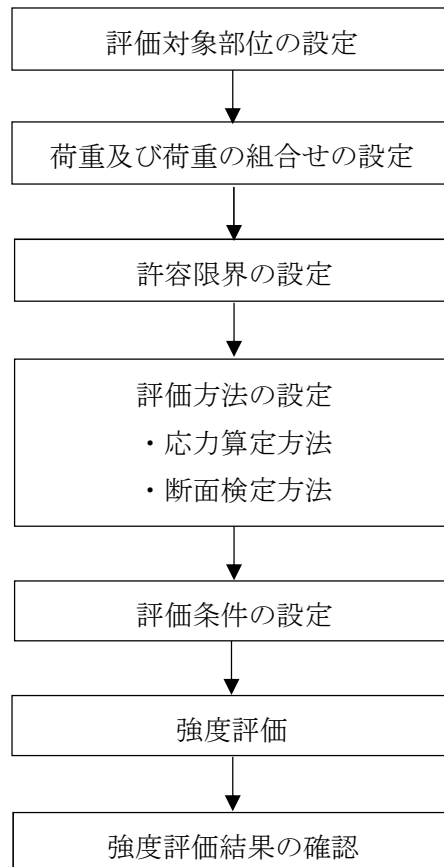 評価対象部位の設定
荷重及び荷重の組合せの設定
許容限界の設定
評価方法の設定
・応力算定方法
・断面検定方法
評価条件の設定
強度評価
強度評価結果の確認